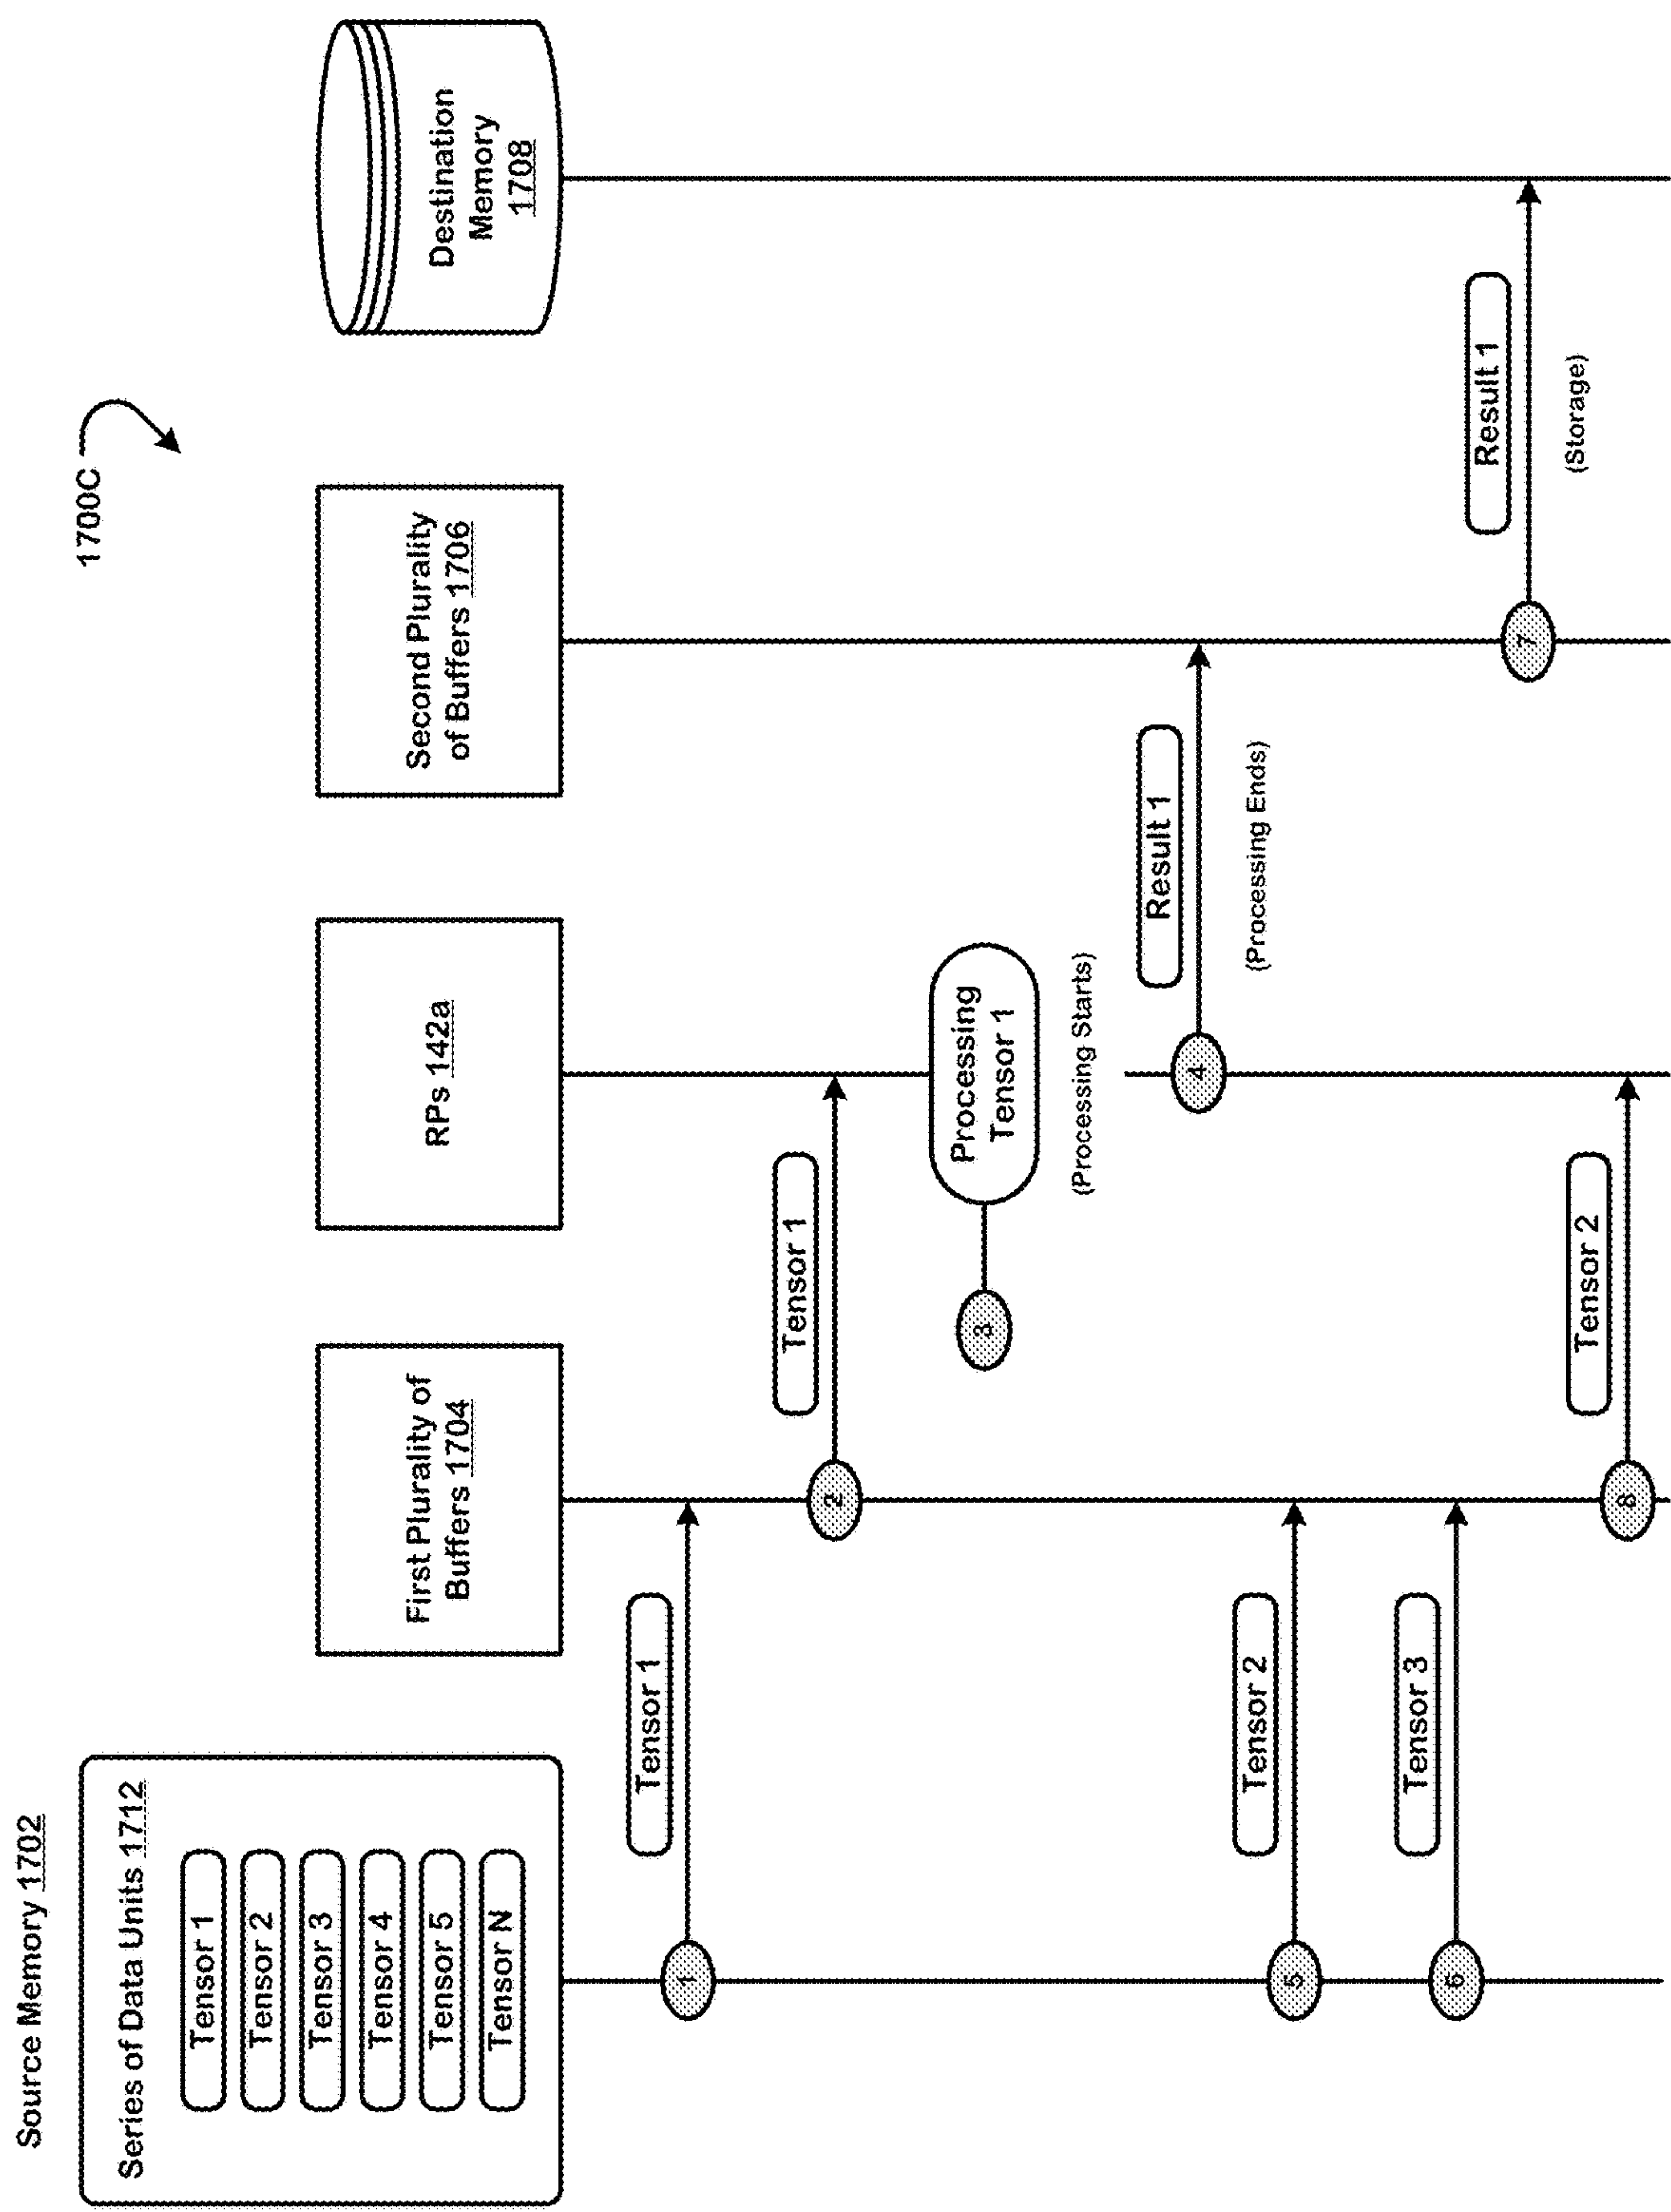 1700C
Source Memory 1702
Series of Data Units 1712
Tensor 1
Tensor 2
Tensor 3
Tensor 4
Tensor 5
Tensor N
First Plurality of
Buffers 1704
RPs 142a
Second Plurality
of Buffers 1706
Destination
Memory
1708
Tensor 1
1
Tensor 1
2
3
Processing
Tensor 1
(Processing Starts)
Result 1
4
(Processing Ends)
Tensor 2
5
Tensor 3
6
Result 1
7
(Storage)
Tensor 2
8